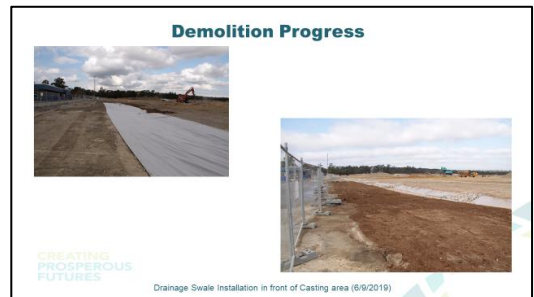 Demolition Progress
CREATING
PROSPEROUS
FUTURES
Drainage Swale Installation in front of Casting area (6/9/2019)